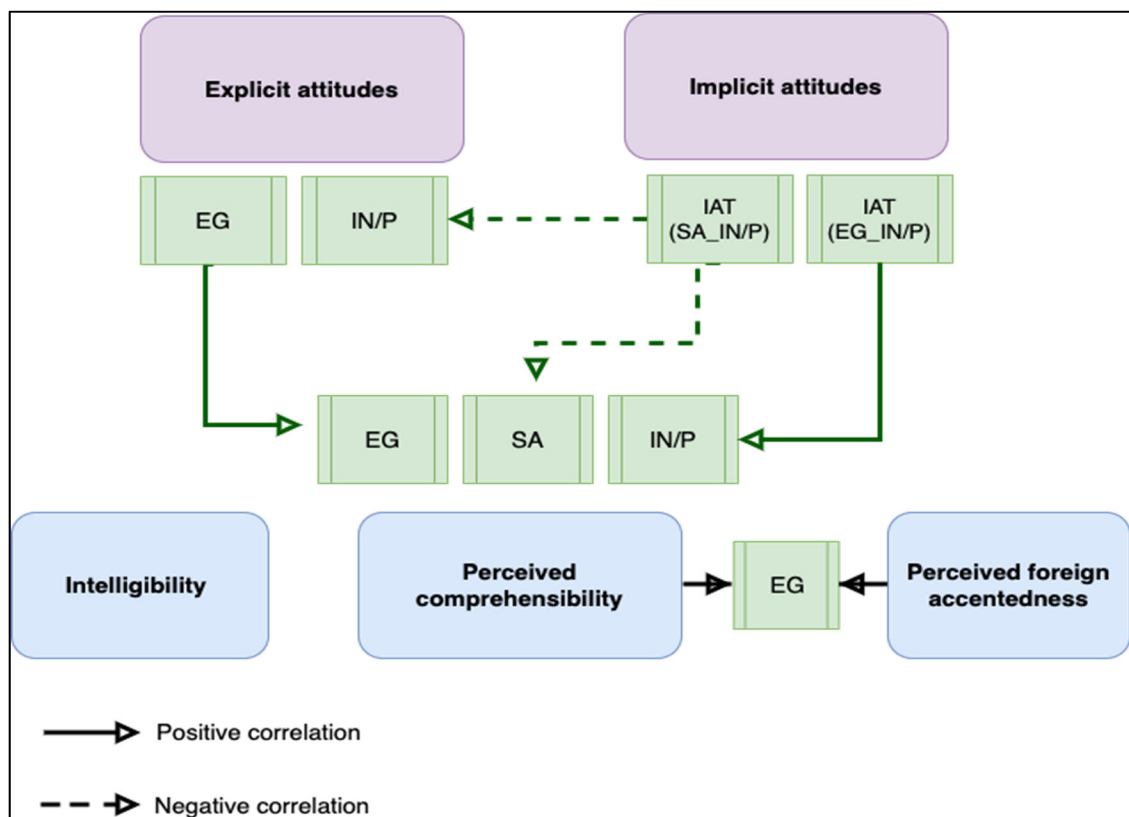 Explicit attitudes
Implicit attitudes
EG
IN/P
IAT
(SA_IN/P)
IAT
(EG_IN/P)
EG
SA
IN/P
Intelligibility
Perceived
comprehensibility
EG
Perceived foreign
accentedness
Positive correlation
Negative correlation